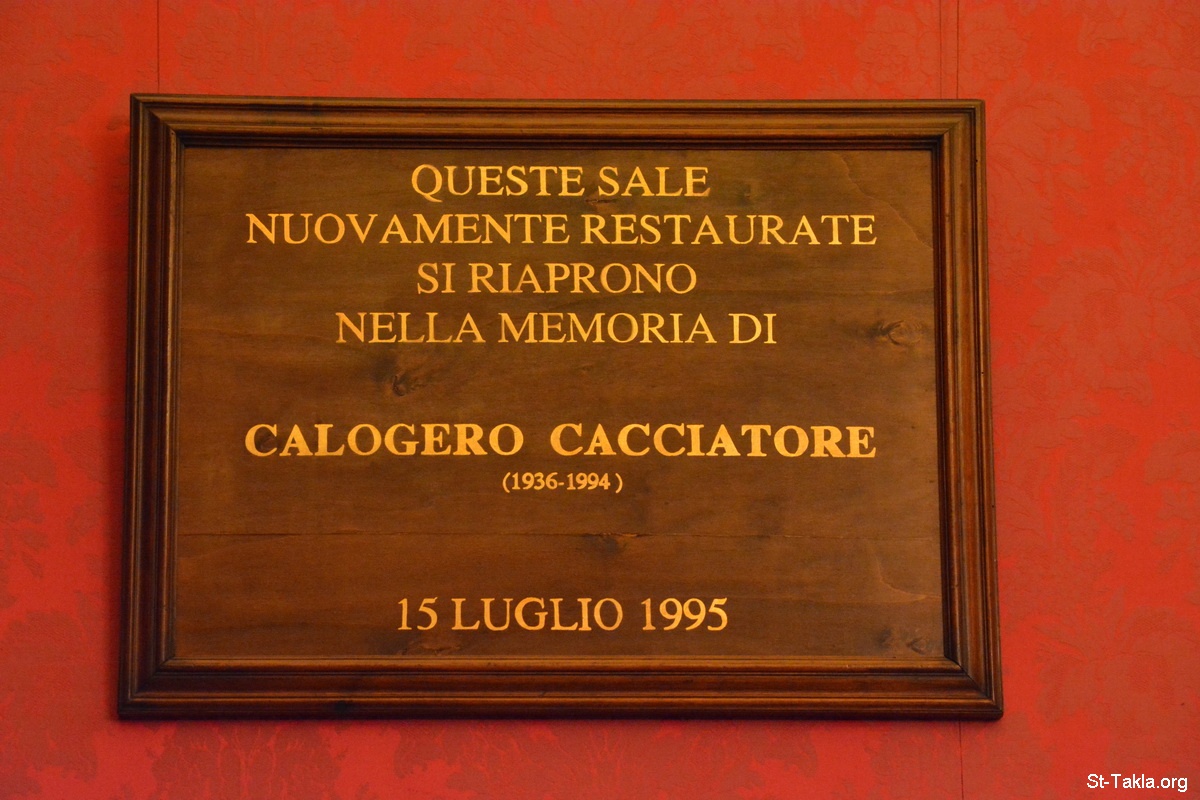 QUESTE SALE
NUOVAMENTE RESTAURATE
SI RIAPRONO
NELLA MEMORIA DI
CALOGERO CACCIATORE
(1936-1994)
15 LUGLIO 1995
St-Takla.org